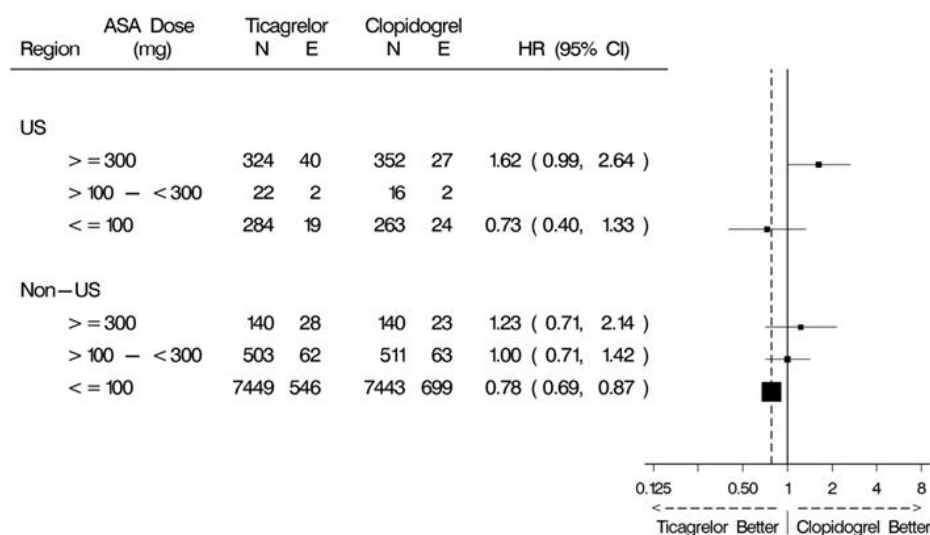 ASA Dose Ticagrelor Clopidogrel
Region (mg) N E N E HR (95% CI)
US
>=300 324 40 352 27 1.62 (0.99, 2.64)
>100 – <300 22 2 16 2
<=100 284 19 263 24 0.73 (0.40, 1.33)
Non–US
>=300 140 28 140 23 1.23 (0.71, 2.14)
>100 – <300 503 62 511 63 1.00 (0.71, 1.42)
<=100 7449 546 7443 699 0.78 (0.69, 0.87)
0.125 0.50 1 2 4 8
Ticagrelor Better Clopidogrel Better